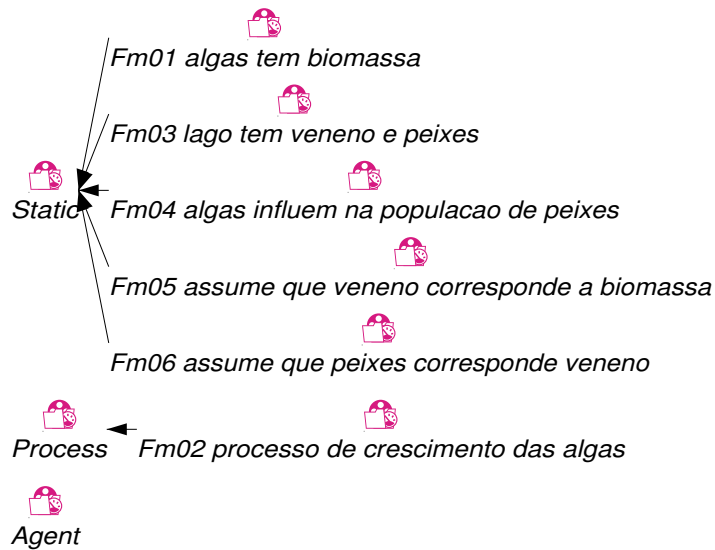 Fm01 algas tem biomassa
Fm03 lago tem veneno e peixes
Static
Fm04 algas influem na populacao de peixes
Fm05 assume que veneno corresponde a biomassa
Fm06 assume que peixes corresponde veneno
Process
Fm02 processo de crescimento das algas
Agent